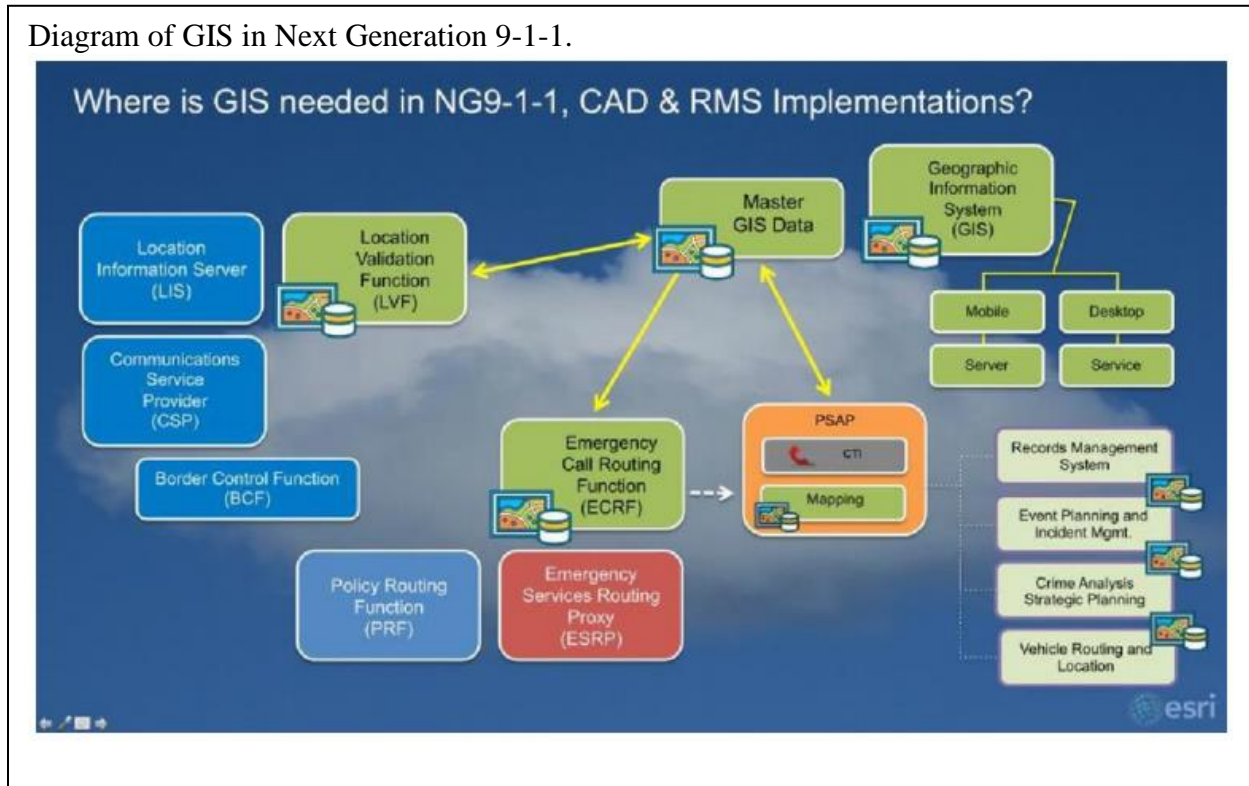 Diagram of GIS in Next Generation 9-1-1.
Where is GIS needed in NG9-1-1, CAD & RMS Implementations?
Location
Information Server
(LIS)
Location
Validation
Function
(LVF)
Master
GIS Data
Geographic
Information
System
(GIS)
Mobile
Desktop
Server
Service
Communications
Service
Provider
(CSP)
Border Control Function
(BCF)
Emergency
Call Routing
Function
(ECRF)
PSAP
CTI
Mapping
Policy Routing
Function
(PRF)
Emergency
Services Routing
Proxy
(ESRP)
Records Management
System
Event Planning and
Incident Mgmt.
Crime Analysis
Strategic Planning
Vehicle Routing and
Location
esri